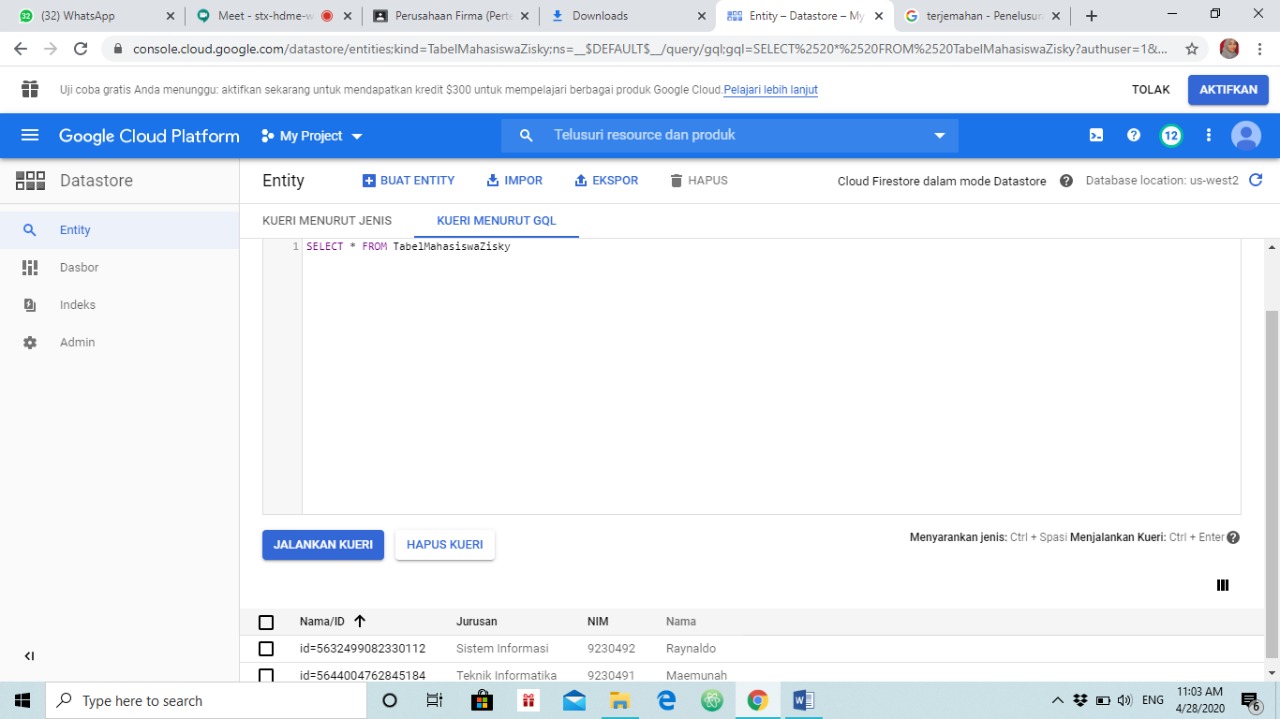 (32) WhatsApp
Meet - stx-hdme-w
Perusahaan Firma (Pert
Downloads
Entity – Datastore – My
terjemahan - Penelusur
console.cloud.google.com/datastore/entities;kind=TabelMahasiswaZisky;ns=__$DEFAULT$__/query/gql;gql=SELECT%2520*%2520FROM%2520TabelMahasiswaZisky?authuser=1&...
Uji coba gratis Anda menunggu: aktifkan sekarang untuk mendapatkan kredit $300 untuk mempelajari berbagai produk Google Cloud. Pelajari lebih lanjut
TOLAK
AKTIFKAN
Google Cloud Platform
My Project
Telusuri resource dan produk
12
Datastore
Entity
BUAT ENTITY
IMPOR
EKSPOR
HAPUS
Cloud Firestore dalam mode Datastore
Database location: us-west2
Entity
Dasbor
Indeks
Admin
KUERI MENURUT JENIS
KUERI MENURUT GQL
1 SELECT * FROM TabelMahasiswaZisky
JALANKAN KUERI
HAPUS KUERI
Menyarankan jenis: Ctrl + Spasi Menjalankan Kueri: Ctrl + Enter
Nama/ID Jurusan NIM Nama
id=5632499082330112 Sistem Informasi 9230492 Raynaldo
id=5644004762845184 Teknik Informatika 9230491 Maemunah
Type here to search
ENG
11:03 AM
4/28/2020
6